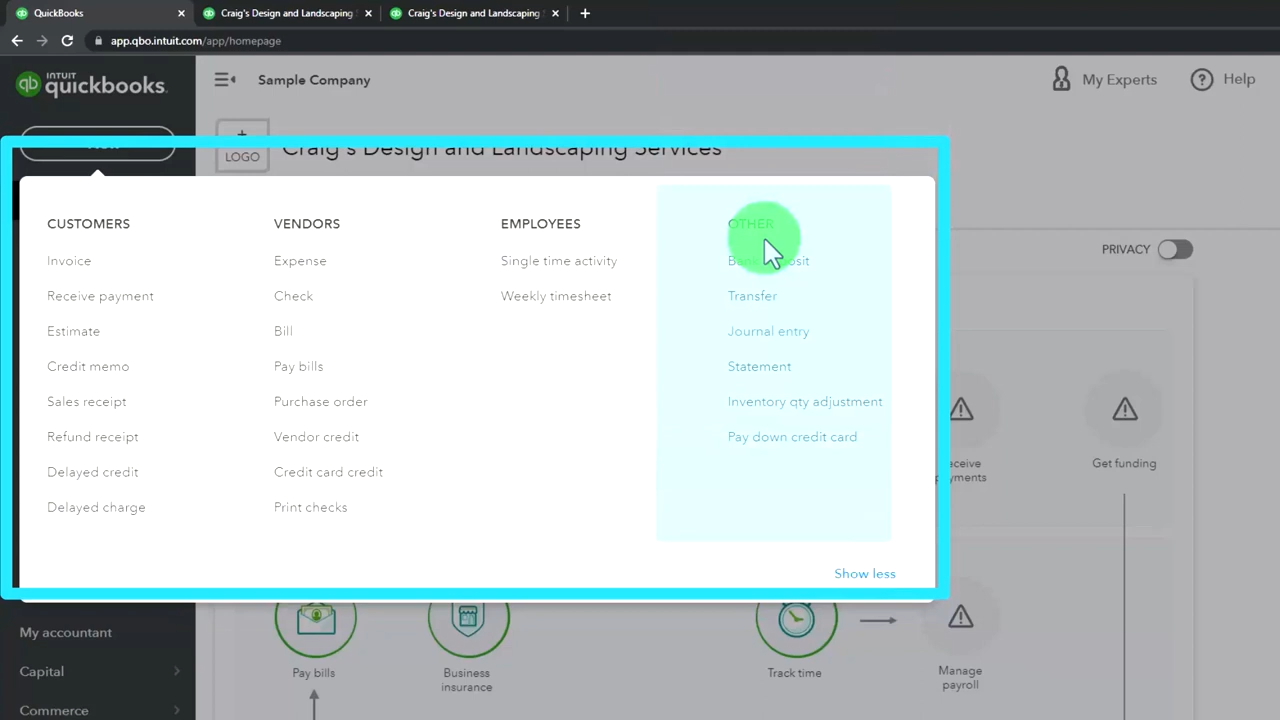 QuickBooks
Craig's Design and Landscaping
Craig's Design and Landscaping
app.qbo.intuit.com/app/homepage
INTUIT
quickbooks.
Sample Company
My Experts
Help
LOGO
Craig's Design and Landscaping Services
PRIVACY
CUSTOMERS
Invoice
Receive payment
Estimate
Credit memo
Sales receipt
Refund receipt
Delayed credit
Delayed charge
VENDORS
Expense
Check
Bill
Pay bills
Purchase order
Vendor credit
Credit card credit
Print checks
EMPLOYEES
Single time activity
Weekly timesheet
OTHER
Bank deposit
Transfer
Journal entry
Statement
Inventory qty adjustment
Pay down credit card
Show less
Get funding
My accountant
Capital
Commerce
Pay bills
Business
insurance
Track time
Manage
payroll